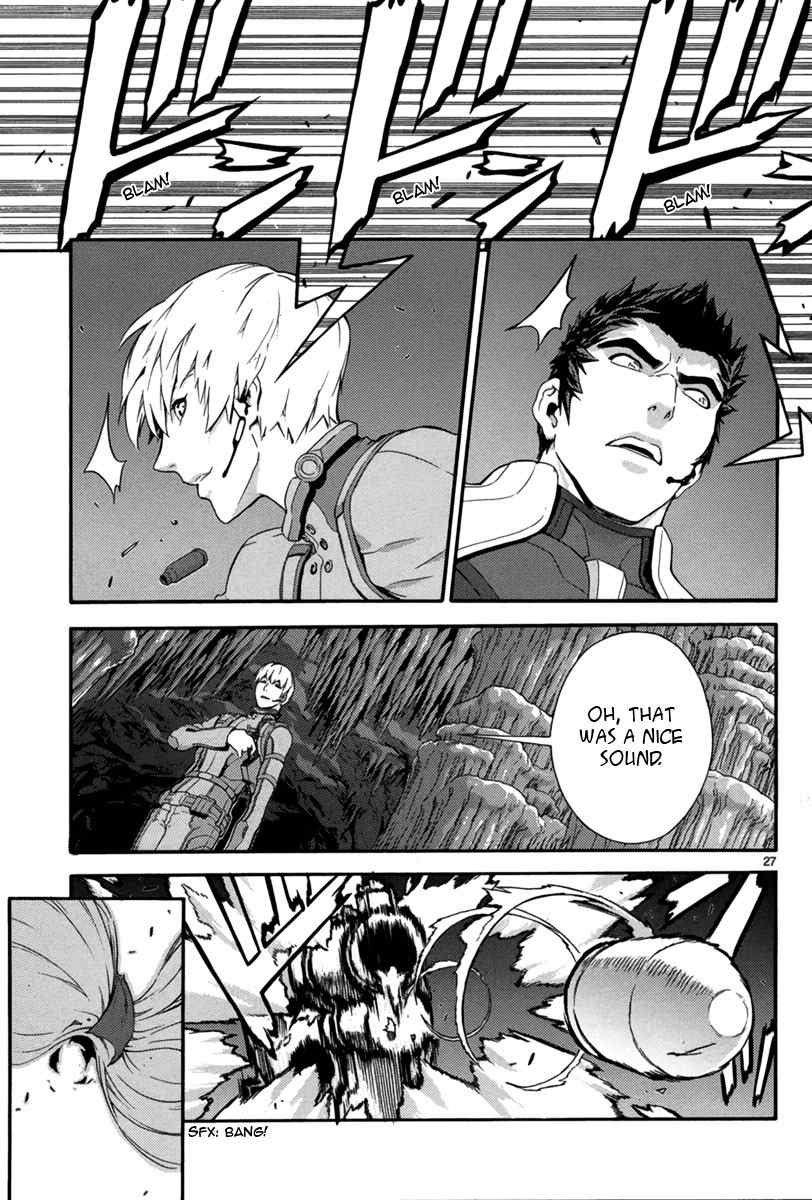 ドドド
BLAM!
BLAM!
BLAM!
OH, THAT
WAS A NICE
SOUND.
27
SFX: BANG!